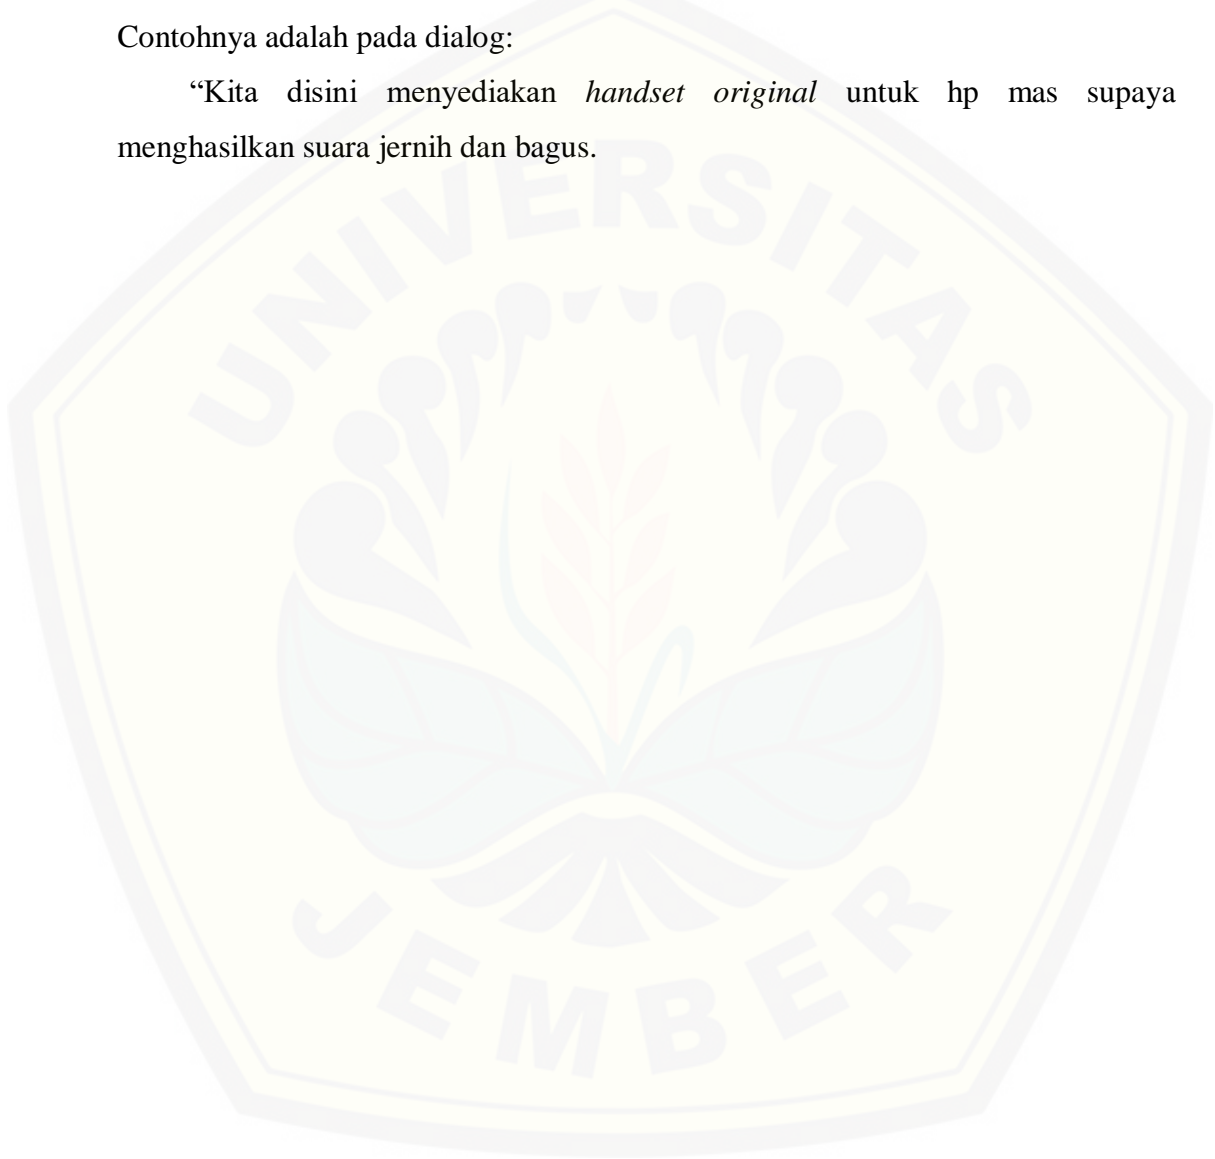 Contohnya adalah pada dialog:
“Kita disini menyediakan handset original untuk hp mas supaya
menghasilkan suara jernih dan bagus.
UNIVERSITAS
JEMBER